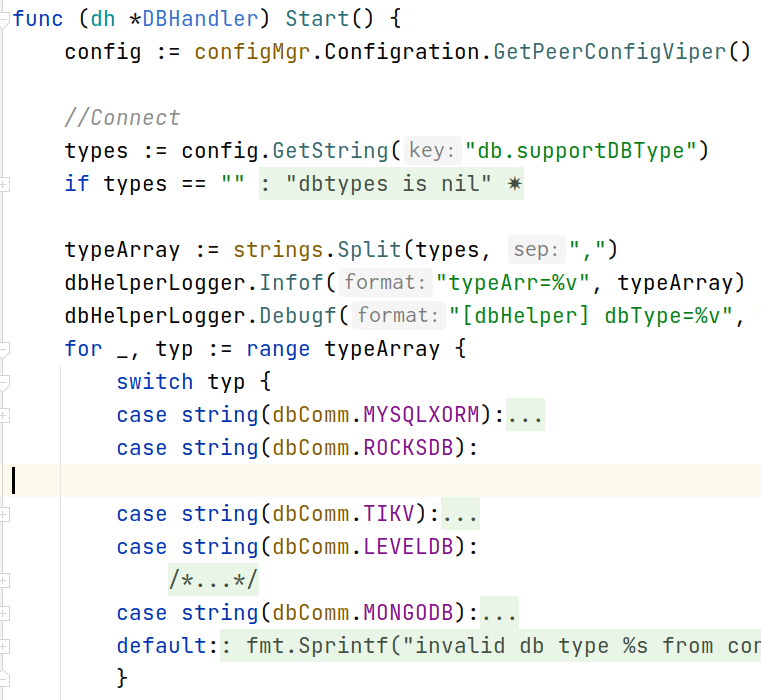 func (dh *DBHandler) Start() {
config := configMgr.Configration.GetPeerConfigViper()
//Connect
types := config.GetString( key: "db.supportDBType")
if types == "" : "dbtypes is nil" ✷
typeArray := strings.Split(types, sep: ",")
dbHelperLogger.Infof( format: "typeArr=%v", typeArray)
dbHelperLogger.Debugf( format: "[dbHelper] dbType=%v",
for _, typ := range typeArray {
switch typ {
case string(dbComm.MYSQLXORM):...
case string(dbComm.ROCKSDB):
case string(dbComm.TIKV):...
case string(dbComm.LEVELDB):
/*...*/
case string(dbComm.MONGODB):...
default:: fmt.Sprintf("invalid db type %s from con
}